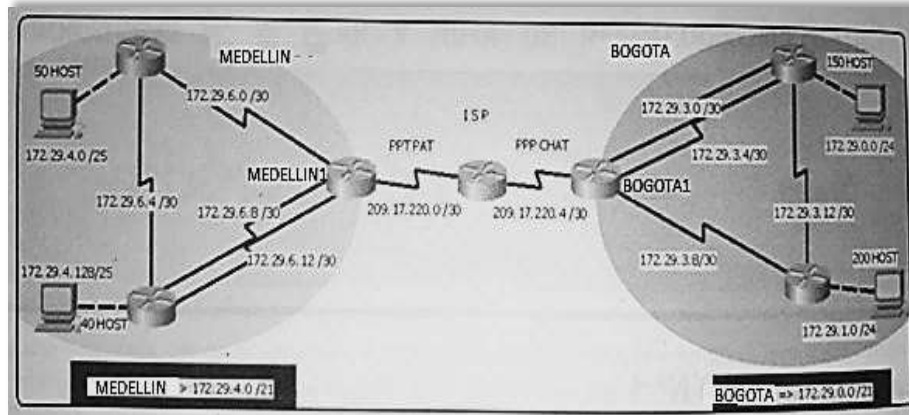 MEDELLIN --
BOGOTA
50 HOST
150 HOST
172.29.6.0 /30
172.29.3.0 /30
172.29.4.0 /25
172.29.0.0 /24
ISP
PPT PAT
PPP CHAT
172.29.3.4/30
MEDELLIN1
BOGOTA1
172.29.6.4 /30
172.29.6.8 /30
209.17.220.0 /30
209.17.220.4 /30
172.29.3.12 /30
172.29.6.12 /30
172.29.3.8/30
172.29.4.128/25
200 HOST
40 HOST
172.29.1.0 /24
MEDELLIN > 172.29.4.0 /21
BOGOTA => 172.29.0.0 /21